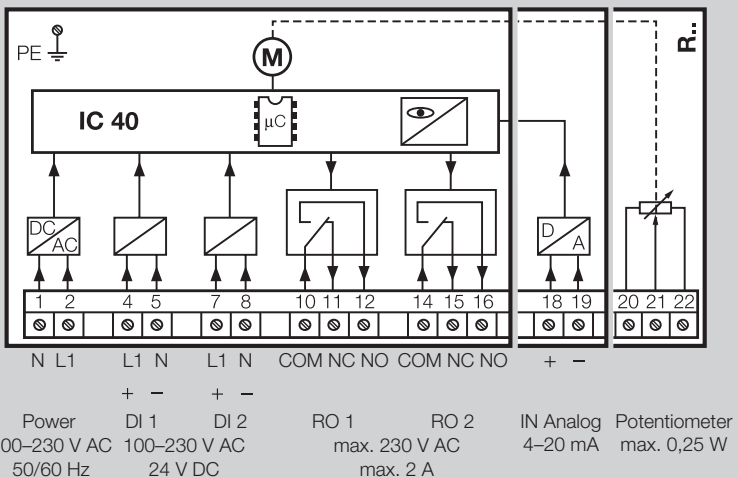 PE
M
R..
IC 40
µC
DC
AC
D
A
1 2 4 5 7 8 10 11 12 14 15 16 18 19 20 21 22
N L1 L1 N L1 N COM NC NO COM NC NO + −
+ − + −
Power DI 1 DI 2 RO 1 RO 2 IN Analog Potentiometer
00–230 V AC 100–230 V AC max. 230 V AC 4–20 mA max. 0,25 W
50/60 Hz 24 V DC max. 2 A